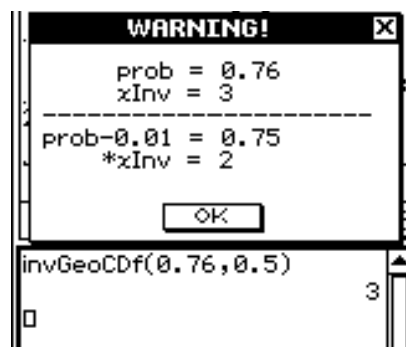 WARNING!
X
prob = 0.76
xInv = 3
prob-0.01 = 0.75
*xInv = 2
OK
invGeoCDf(0.76,0.5)
3